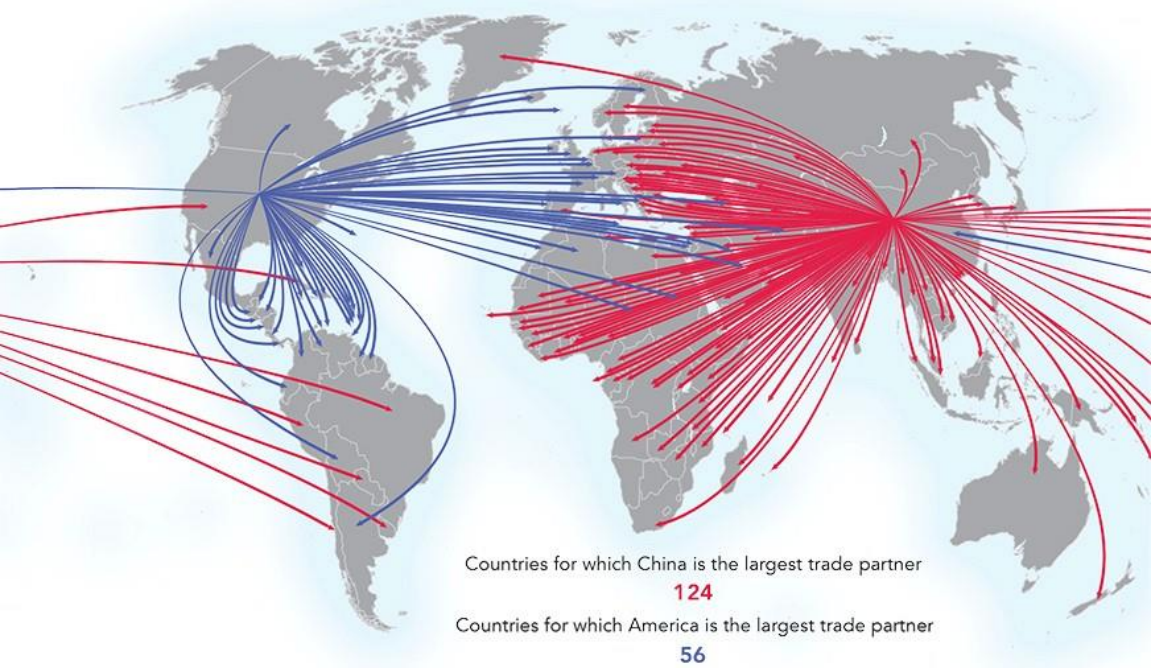 Countries for which China is the largest trade partner
124
Countries for which America is the largest trade partner
56